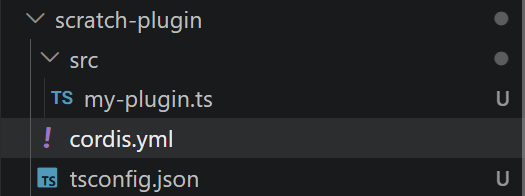 scratch-plugin
src
TS my-plugin.ts U
! cordis.yml
TS tsconfig.json U